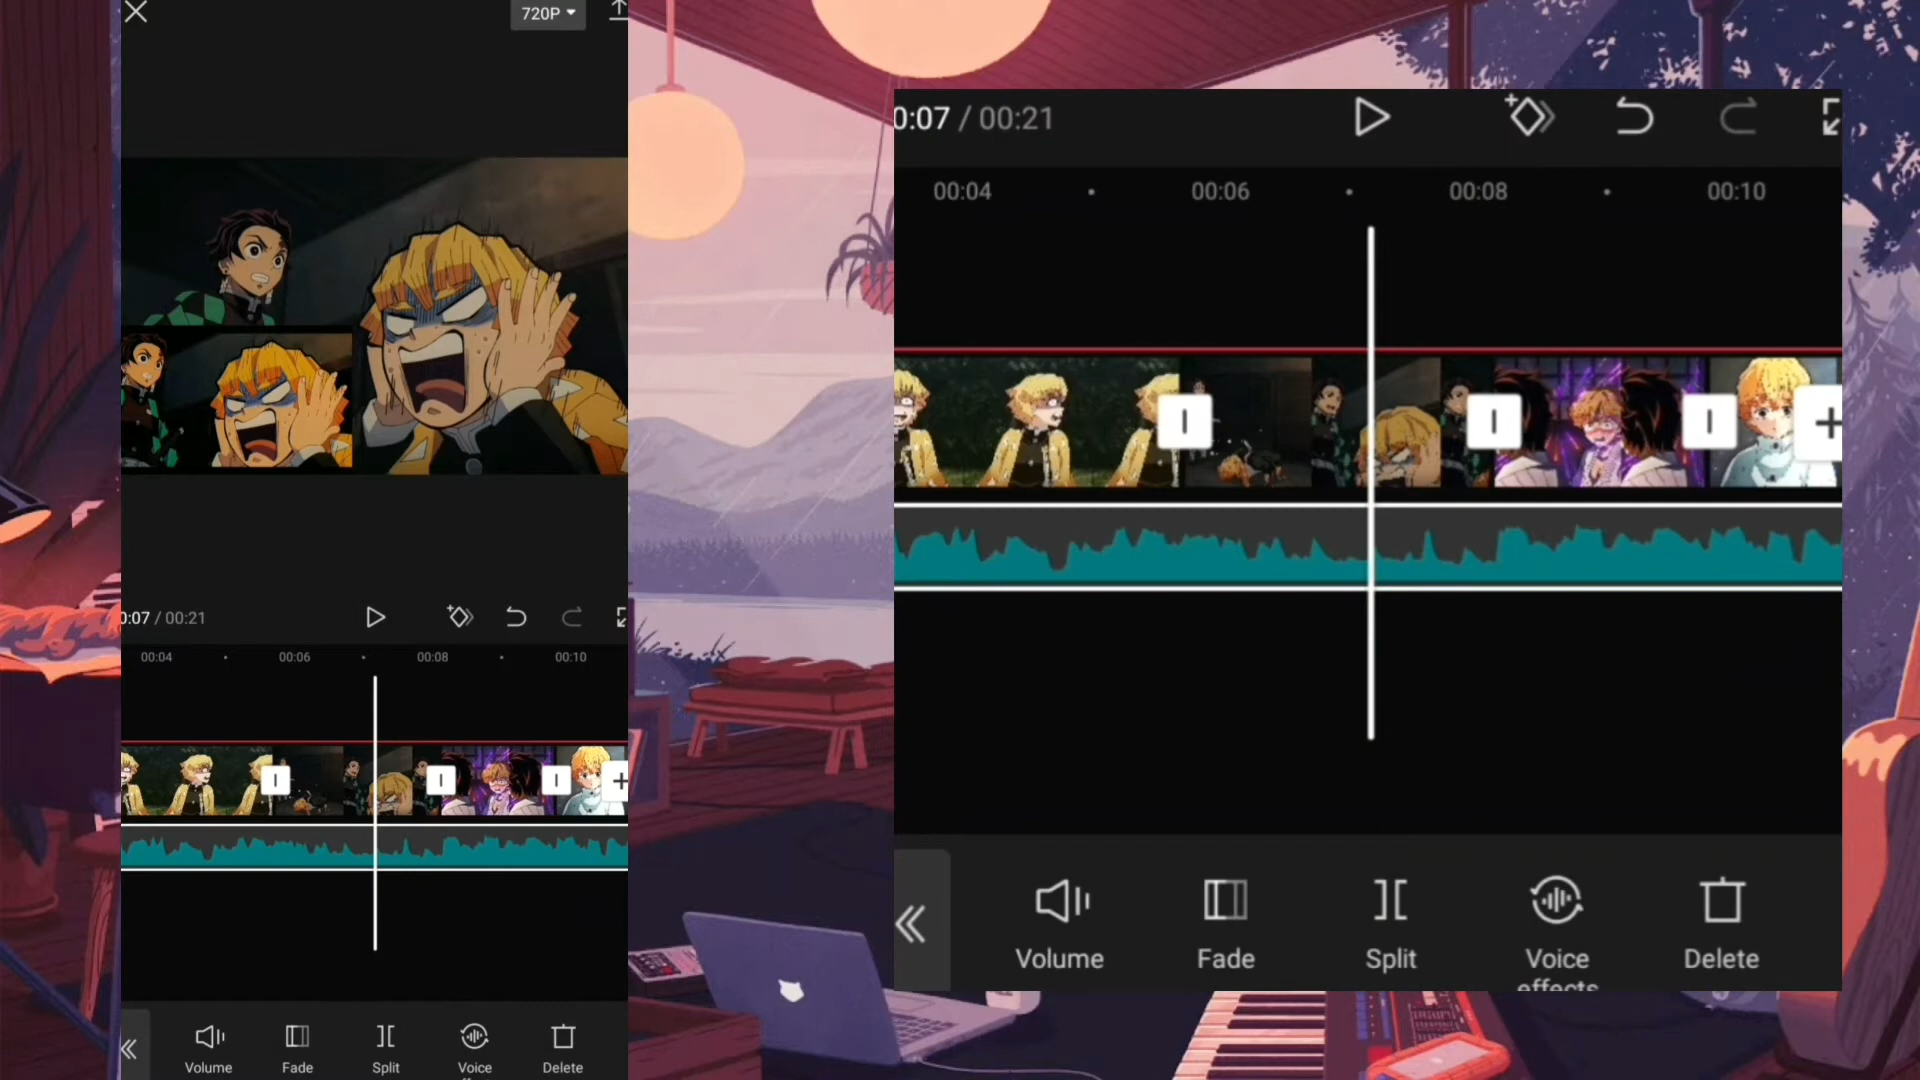 720P
0:07 / 00:21
00:04
00:06
00:08
00:10
Volume
Fade
Split
Voice
Delete
0:07 / 00:21
00:04
00:06
00:08
00:10
Volume
Fade
Split
Voice
effects
Delete